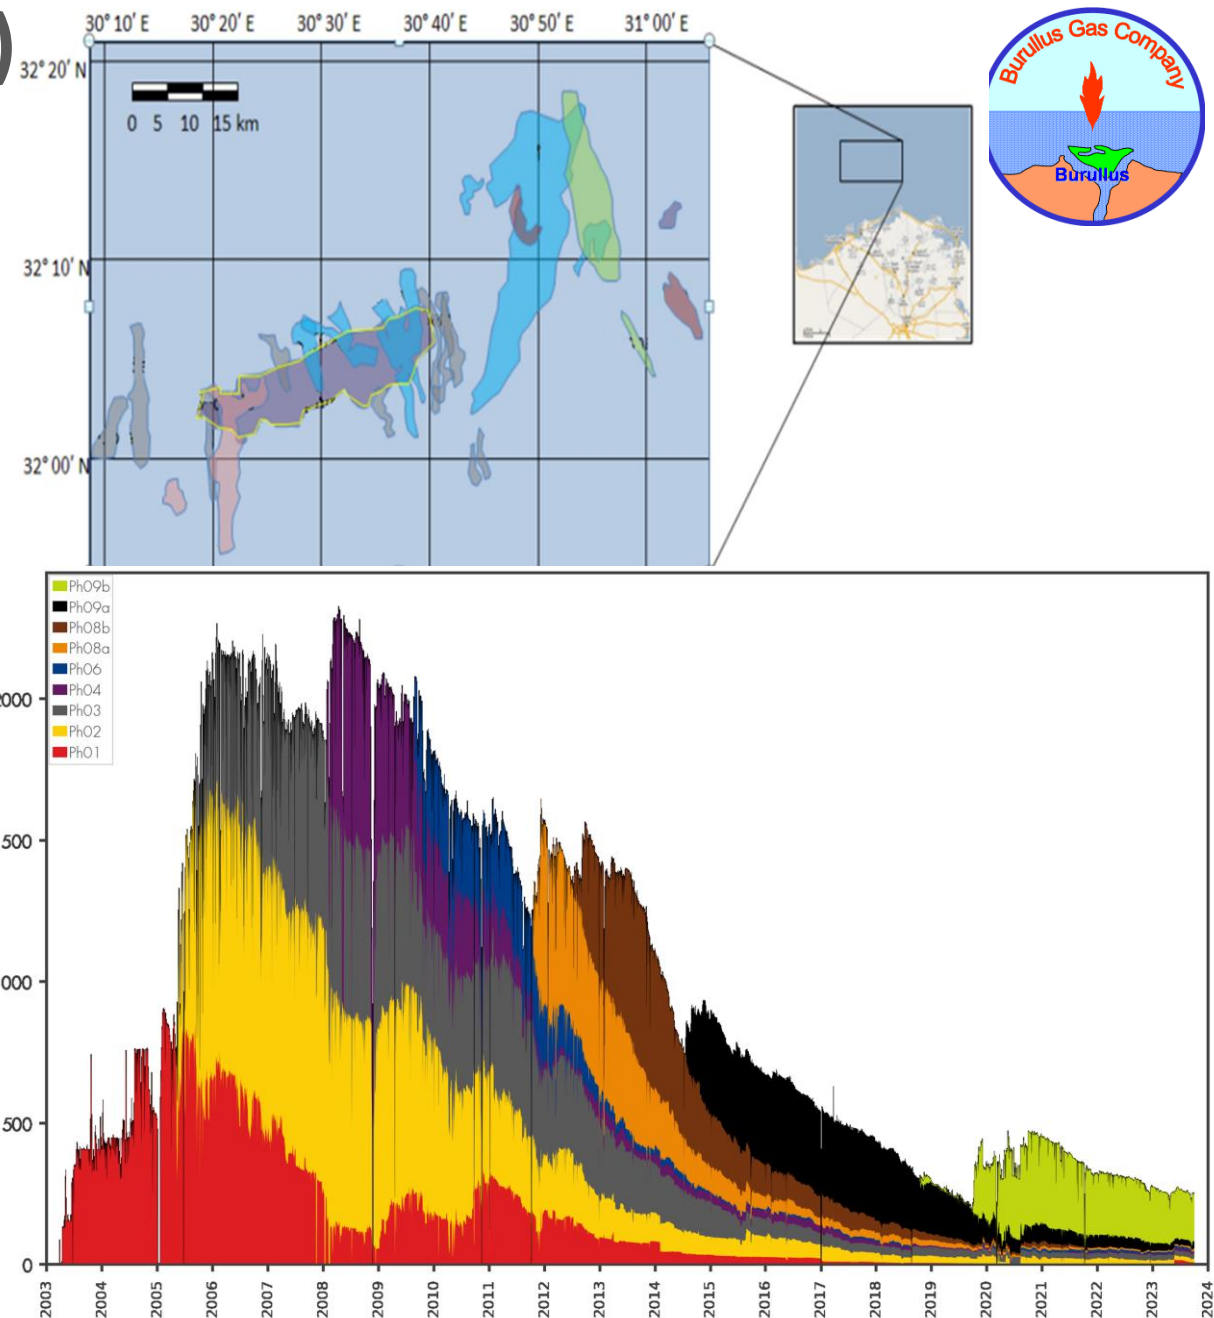 )
30° 10′ E 30° 20′ E 30° 30′ E 30° 40′ E 30° 50′ E 31° 00′ E
32° 20′ N
32° 10′ N
32° 00′ N
0 5 10 15 km
Burullus Gas Company
Burullus
Ph09b
Ph09a
Ph08b
Ph08a
Ph06
Ph04
Ph03
Ph02
Ph01
000
500
000
500
0
2003 2004 2005 2006 2007 2008 2009 2010 2011 2012 2013 2014 2015 2016 2017 2018 2019 2020 2021 2022 2023 2024